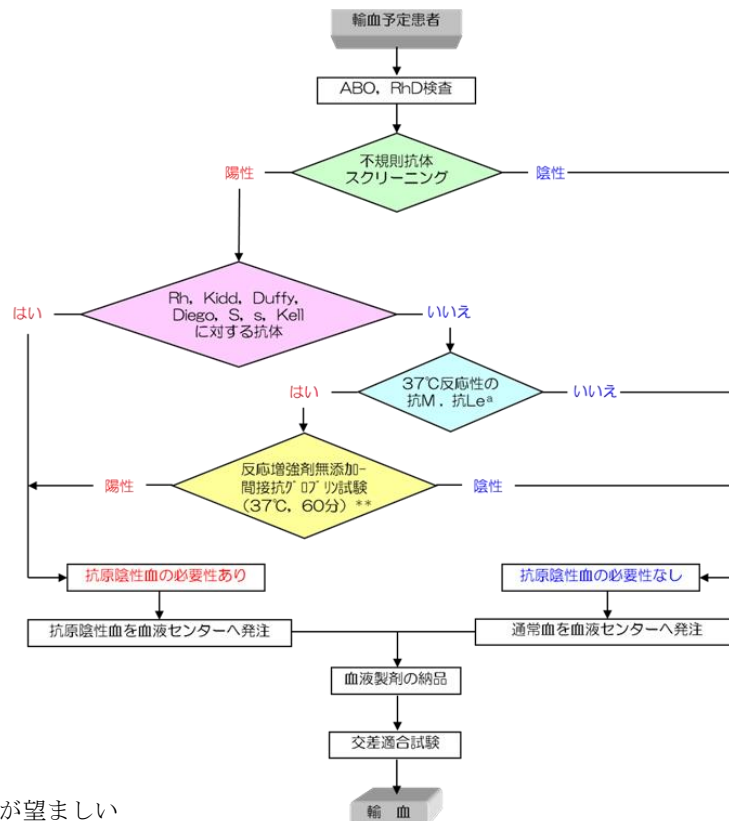 輸血予定患者
ABO，RhD検査
不規則抗体
スクリーニング
陽性
陰性
Rh，Kidd，Duffy，
Diego，S，s，Kell
に対する抗体
はい
いいえ
37℃反応性の
抗M，抗Leᵃ
はい
いいえ
反応増強剤無添加-
間接抗ｸﾞﾛﾌﾞﾘﾝ試験
(37℃，60分) **
陽性
陰性
抗原陰性血の必要性あり
抗原陰性血の必要性なし
抗原陰性血を血液センターへ発注
通常血を血液センターへ発注
血液製剤の納品
交差適合試験
が望ましい
輸 血